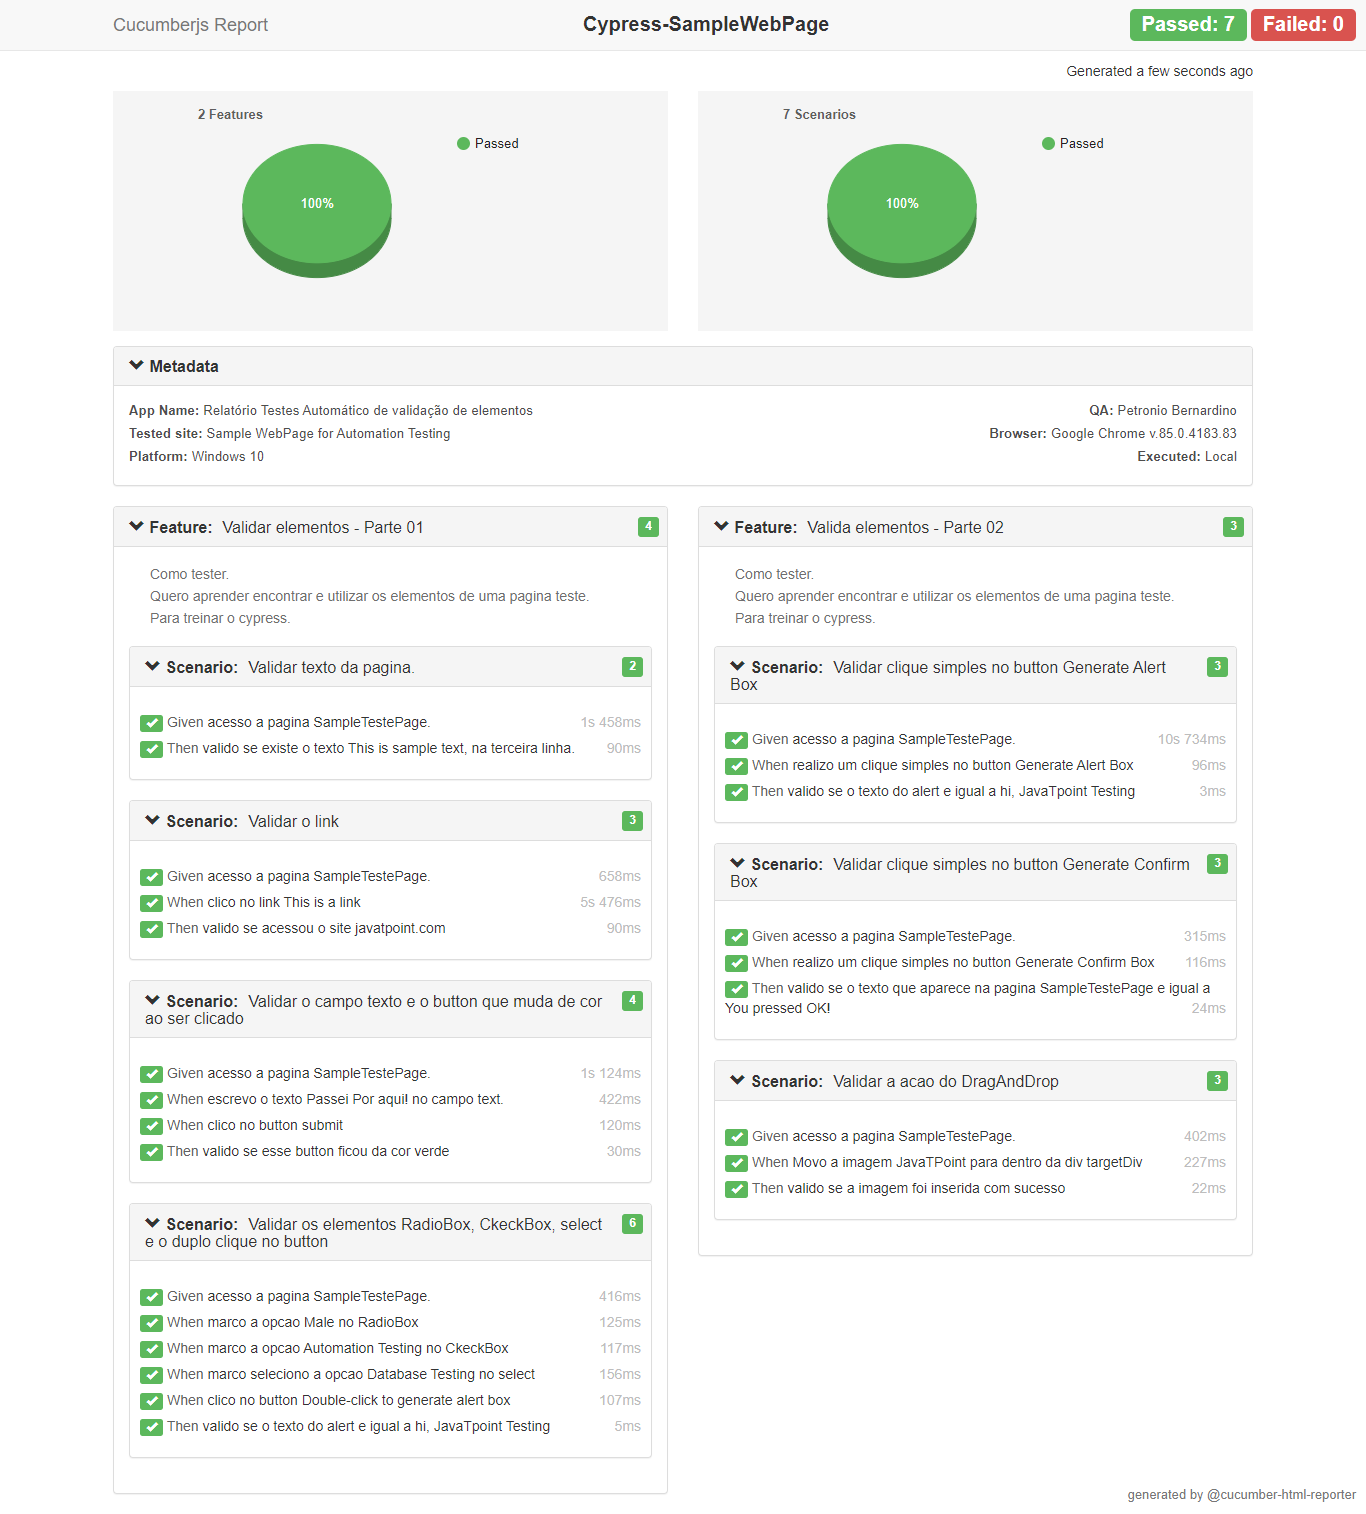 Cucumberjs Report
Cypress-SampleWebPage
Passed: 7
Failed: 0
Generated a few seconds ago
2 Features
Passed
100%
7 Scenarios
Passed
100%
Metadata
App Name: Relatório Testes Automático de validação de elementos
QA: Petronio Bernardino
Tested site: Sample WebPage for Automation Testing
Browser: Google Chrome v.85.0.4183.83
Platform: Windows 10
Executed: Local
Feature: Validar elementos - Parte 01 4
Como tester.
Quero aprender encontrar e utilizar os elementos de uma pagina teste.
Para treinar o cypress.
Scenario: Validar texto da pagina. 2
Given acesso a pagina SampleTestePage. 1s 458ms
Then valido se existe o texto This is sample text, na terceira linha. 90ms
Scenario: Validar o link 3
Given acesso a pagina SampleTestePage. 658ms
When clico no link This is a link 5s 476ms
Then valido se acessou o site javatpoint.com 90ms
Scenario: Validar o campo texto e o button que muda de cor 4
ao ser clicado
Given acesso a pagina SampleTestePage. 1s 124ms
When escrevo o texto Passei Por aqui! no campo text. 422ms
When clico no button submit 120ms
Then valido se esse button ficou da cor verde 30ms
Scenario: Validar os elementos RadioBox, CkeckBox, select 6
e o duplo clique no button
Given acesso a pagina SampleTestePage. 416ms
When marco a opcao Male no RadioBox 125ms
When marco a opcao Automation Testing no CkeckBox 117ms
When marco seleciono a opcao Database Testing no select 156ms
When clico no button Double-click to generate alert box 107ms
Then valido se o texto do alert e igual a hi, JavaTpoint Testing 5ms
Feature: Valida elementos - Parte 02 3
Como tester.
Quero aprender encontrar e utilizar os elementos de uma pagina teste.
Para treinar o cypress.
Scenario: Validar clique simples no button Generate Alert 3
Box
Given acesso a pagina SampleTestePage. 10s 734ms
When realizo um clique simples no button Generate Alert Box 96ms
Then valido se o texto do alert e igual a hi, JavaTpoint Testing 3ms
Scenario: Validar clique simples no button Generate Confirm 3
Box
Given acesso a pagina SampleTestePage. 315ms
When realizo um clique simples no button Generate Confirm Box 116ms
Then valido se o texto que aparece na pagina SampleTestePage e igual a
You pressed OK! 24ms
Scenario: Validar a acao do DragAndDrop 3
Given acesso a pagina SampleTestePage. 402ms
When Movo a imagem JavaTPoint para dentro da div targetDiv 227ms
Then valido se a imagem foi inserida com sucesso 22ms
generated by @cucumber-html-reporter